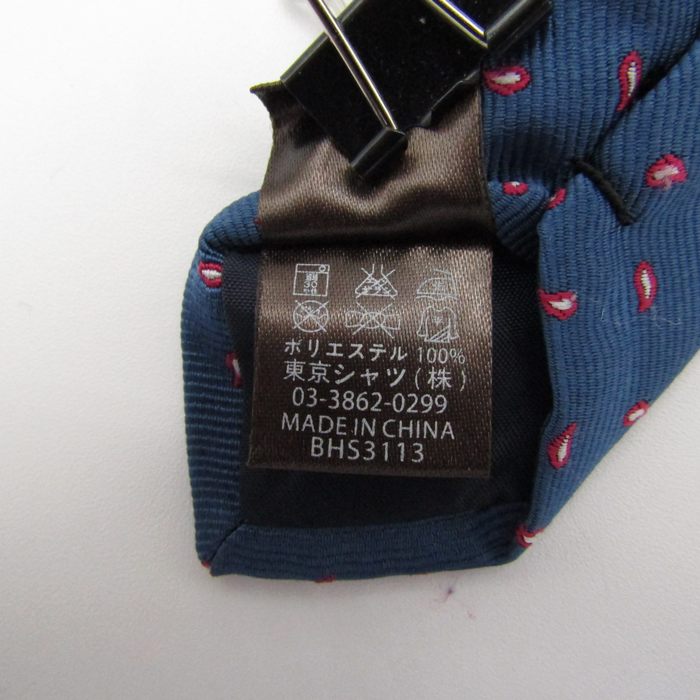 ポリエステル 100%
東京シャツ (株)
03-3862-0299
MADE IN CHINA
BHS3113